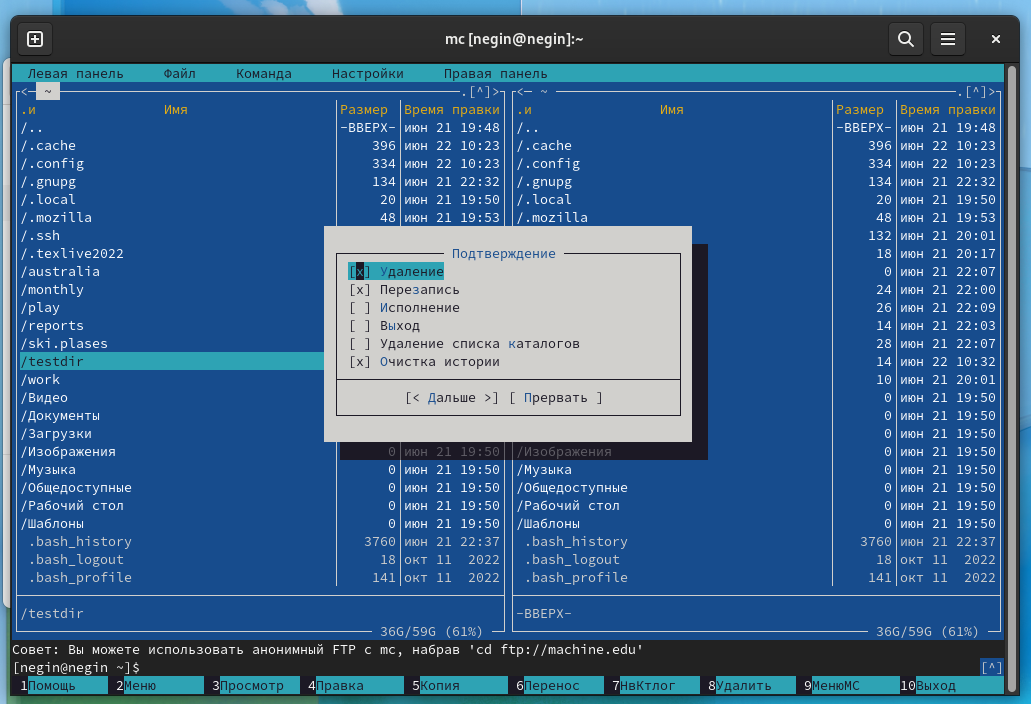 mc [negin@negin]:~
Левая панель Файл Команда Настройки Правая панель
<─ ~ .[^]> <─ ~ .[^]>
.и Имя Размер Время правки .и Имя Размер Время правки
/.. -ВВЕРХ- июн 21 19:48 /.. -ВВЕРХ- июн 21 19:48
/.cache 396 июн 22 10:23 /.cache 396 июн 22 10:23
/.config 334 июн 22 10:23 /.config 334 июн 22 10:23
/.gnupg 134 июн 21 22:32 /.gnupg 134 июн 21 22:32
/.local 20 июн 21 19:50 /.local 20 июн 21 19:50
/.mozilla 48 июн 21 19:53 /.mozilla 48 июн 21 19:53
/.ssh 132 июн 21 20:01
/.texlive2022 Подтверждение 18 июн 21 20:17
/australia [x] Удаление 0 июн 21 22:07
/monthly [x] Перезапись 24 июн 21 22:00
/play [ ] Исполнение 26 июн 21 22:09
/reports [ ] Выход 14 июн 21 22:03
/ski.plases [ ] Удаление списка каталогов 28 июн 21 22:07
/testdir [x] Очистка истории 14 июн 22 10:32
/work 10 июн 21 20:01
/Видео [< Дальше >] [ Прервать ] 0 июн 21 19:50
/Документы 0 июн 21 19:50
/Загрузки 0 июн 21 19:50
/Изображения 0 июн 21 19:50 /Изображения 0 июн 21 19:50
/Музыка 0 июн 21 19:50 /Музыка 0 июн 21 19:50
/Общедоступные 0 июн 21 19:50 /Общедоступные 0 июн 21 19:50
/Рабочий стол 0 июн 21 19:50 /Рабочий стол 0 июн 21 19:50
/Шаблоны 0 июн 21 19:50 /Шаблоны 0 июн 21 19:50
.bash_history 3760 июн 21 22:37 .bash_history 3760 июн 21 22:37
.bash_logout 18 окт 11 2022 .bash_logout 18 окт 11 2022
.bash_profile 141 окт 11 2022 .bash_profile 141 окт 11 2022
/testdir -ВВЕРХ-
36G/59G (61%) 36G/59G (61%)
Совет: Вы можете использовать анонимный FTP с mc, набрав 'cd ftp://machine.edu'
[negin@negin ~]$ [^]
1Помощь 2Меню 3Просмотр 4Правка 5Копия 6Перенос 7НвКтлог 8Удалить 9МенюMC 10Выход